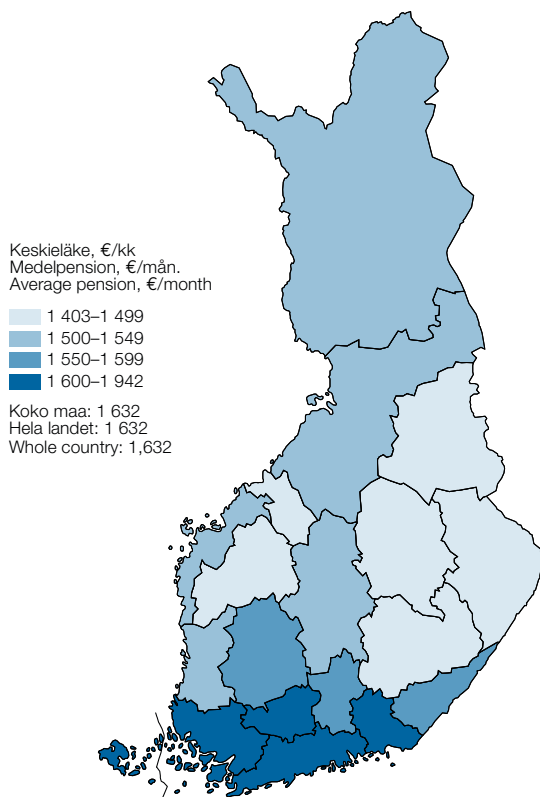 Keskieläke, €/kk
Medelpension, €/mån.
Average pension, €/month
1 403–1 499
1 500–1 549
1 550–1 599
1 600–1 942
Koko maa: 1 632
Hela landet: 1 632
Whole country: 1,632